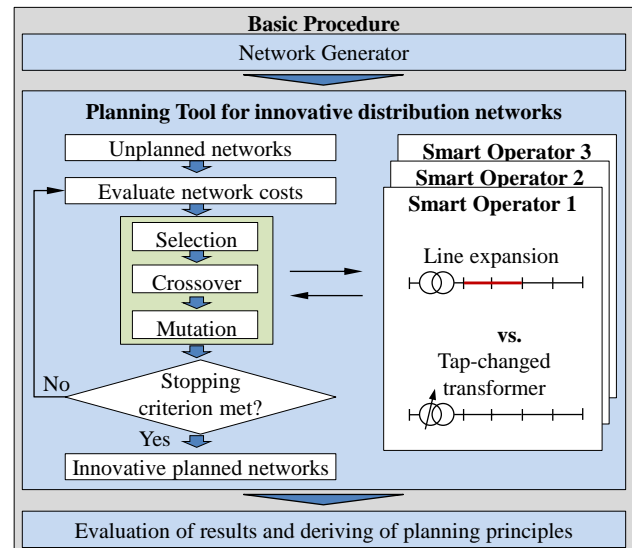 Basic Procedure
Network Generator
Planning Tool for innovative distribution networks
Unplanned networks
Evaluate network costs
Selection
Crossover
Mutation
No
Stopping
criterion met?
Yes
Innovative planned networks
Smart Operator 3
Smart Operator 2
Smart Operator 1
Line expansion
vs.
Tap-changed
transformer
Evaluation of results and deriving of planning principles